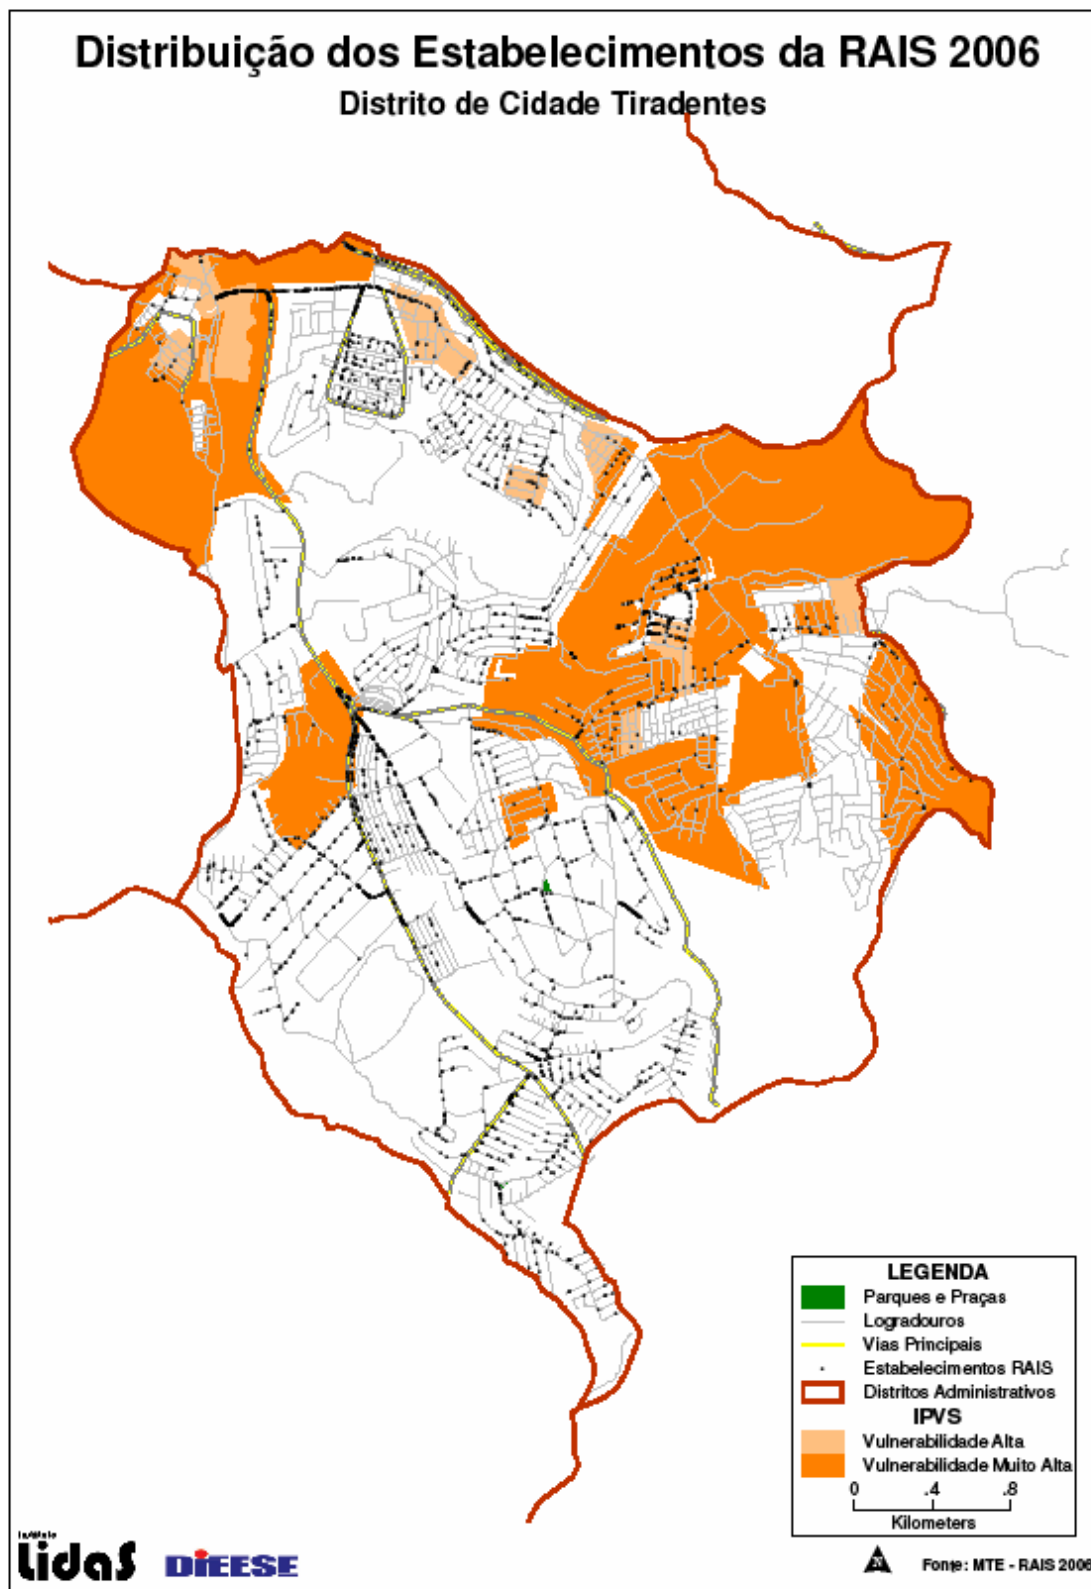 Distribuição dos Estabelecimentos da RAIS 2006
Distrito de Cidade Tiradentes
LEGENDA
Parques e Praças
Logradouros
Vias Principais
Estabelecimentos RAIS
Distritos Administrativos
IPVS
Vulnerabilidade Alta
Vulnerabilidade Muito Alta
0 .4 .8
Kilometers
Instituto
Lidas
DIEESE
N
Fonte: MTE - RAIS 2006